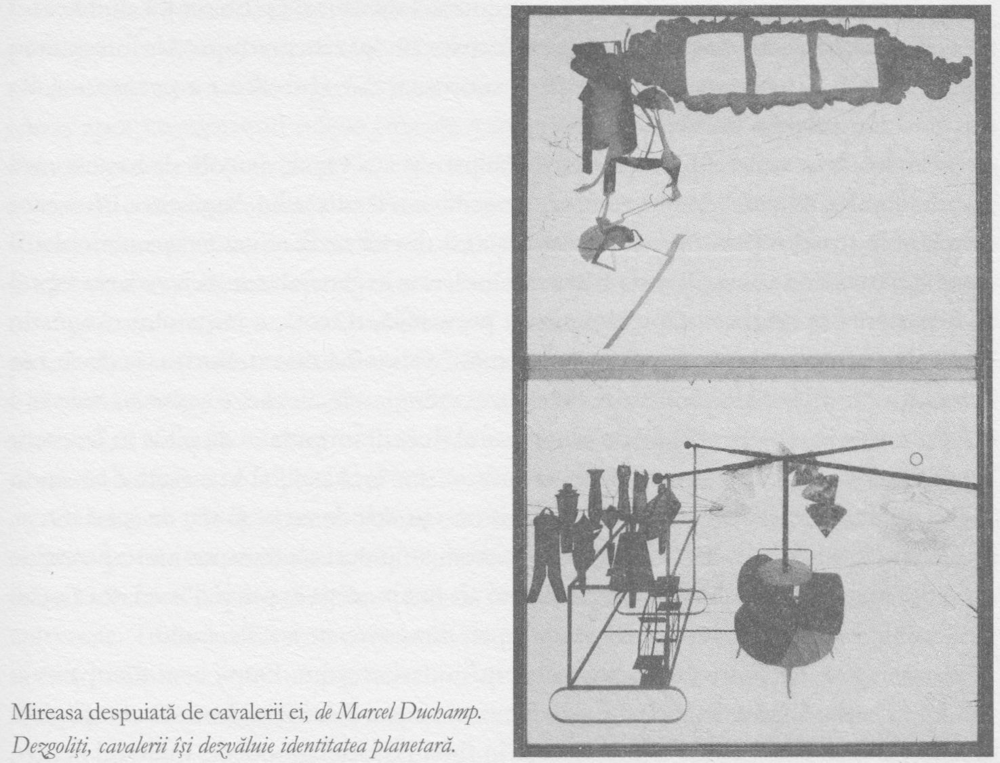 Mireasa despuiată de cavalerii ei, de Marcel Duchamp.
Dezgoliți, cavalerii își dezvăluie identitatea planetară.